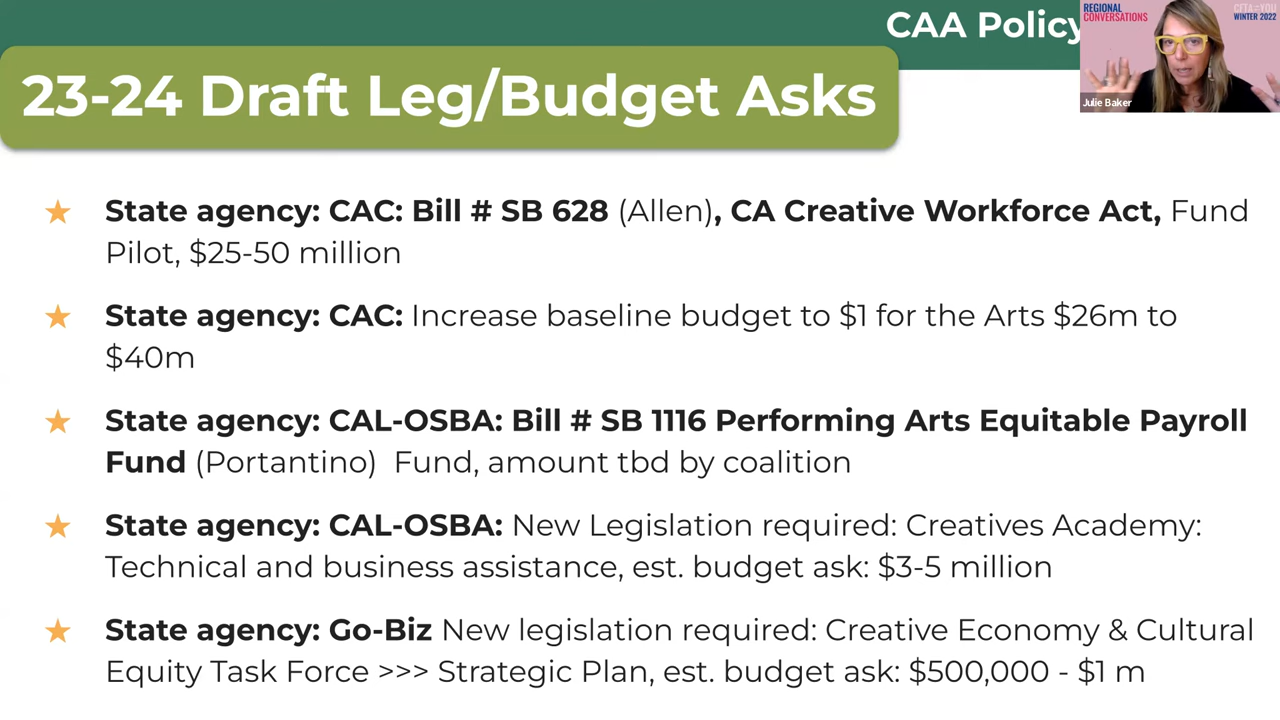 CAA Policy
REGIONAL
CONVERSATIONS
WINTER 2022
Julie Baker
23-24 Draft Leg/Budget Asks
★ State agency: CAC: Bill # SB 628 (Allen), CA Creative Workforce Act, Fund
Pilot, $25-50 million
★ State agency: CAC: Increase baseline budget to $1 for the Arts $26m to
$40m
★ State agency: CAL-OSBA: Bill # SB 1116 Performing Arts Equitable Payroll
Fund (Portantino) Fund, amount tbd by coalition
★ State agency: CAL-OSBA: New Legislation required: Creatives Academy:
Technical and business assistance, est. budget ask: $3-5 million
★ State agency: Go-Biz New legislation required: Creative Economy & Cultural
Equity Task Force >>> Strategic Plan, est. budget ask: $500,000 - $1 m